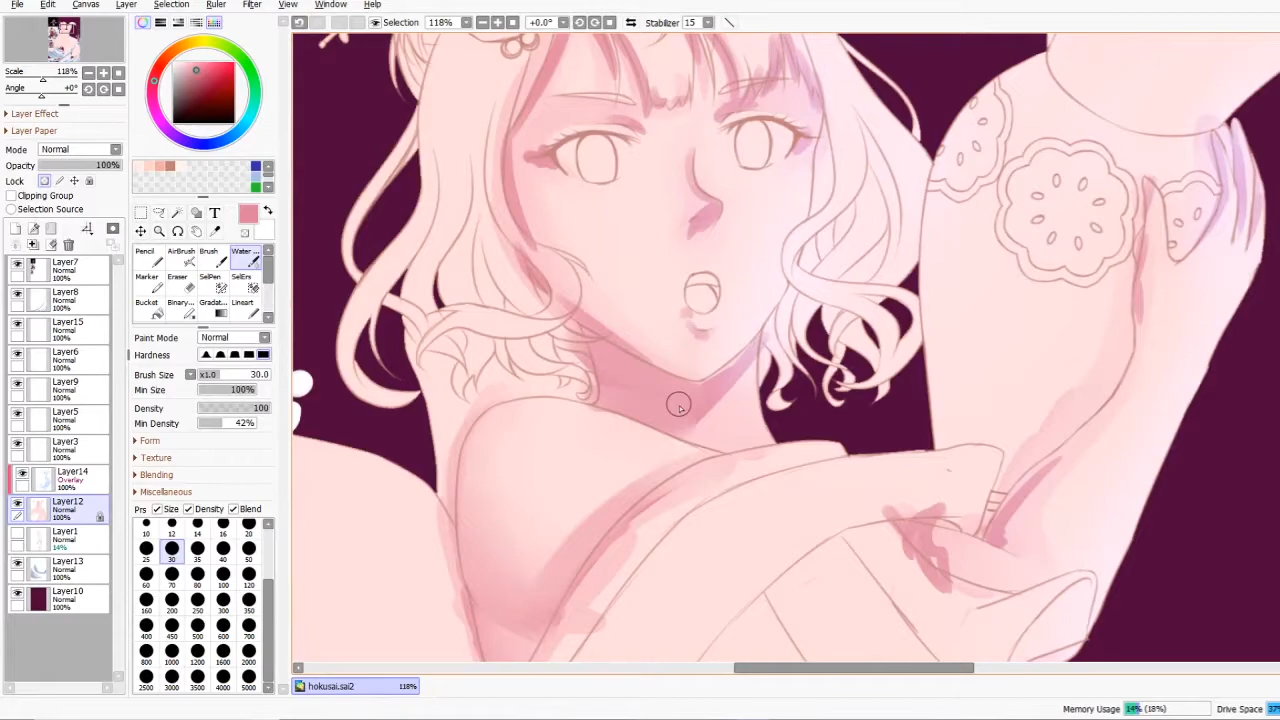 File Edit Canvas Layer Selection Ruler Filter View Window Help
Selection 118% +0.0° Stabilizer 15
Scale 118%
Angle +0°
Layer Effect
Layer Paper
Mode Normal
Opacity 100%
Lock
Clipping Group
Selection Source
Layer7
Normal
100%
Layer8
Normal
100%
Layer15
Normal
100%
Layer6
Normal
100%
Layer9
Normal
100%
Layer5
Normal
100%
Layer3
Normal
100%
Layer14
Overlay
100%
Layer12
Normal
100%
Layer1
Normal
14%
Layer13
Normal
100%
Layer10
Normal
100%
T
Pencil AirBrush Brush Water ...
Marker Eraser SelPen SelErs
Bucket Binary... Gradat... Lineart
Paint Mode Normal
Hardness
Brush Size x1.0 30.0
Min Size 100%
Density 100
Min Density 42%
Form
Texture
Blending
Miscellaneous
Prs Size Density Blend
10 12 14 16 20
25 30 35 40 50
60 70 80 100 120
160 200 250 300 350
400 450 500 600 700
800 1000 1200 1600 2000
2500 3000 3500 4000 5000
hokusai.sai2 118%
Memory Usage 14% (18%) Drive Space 37%